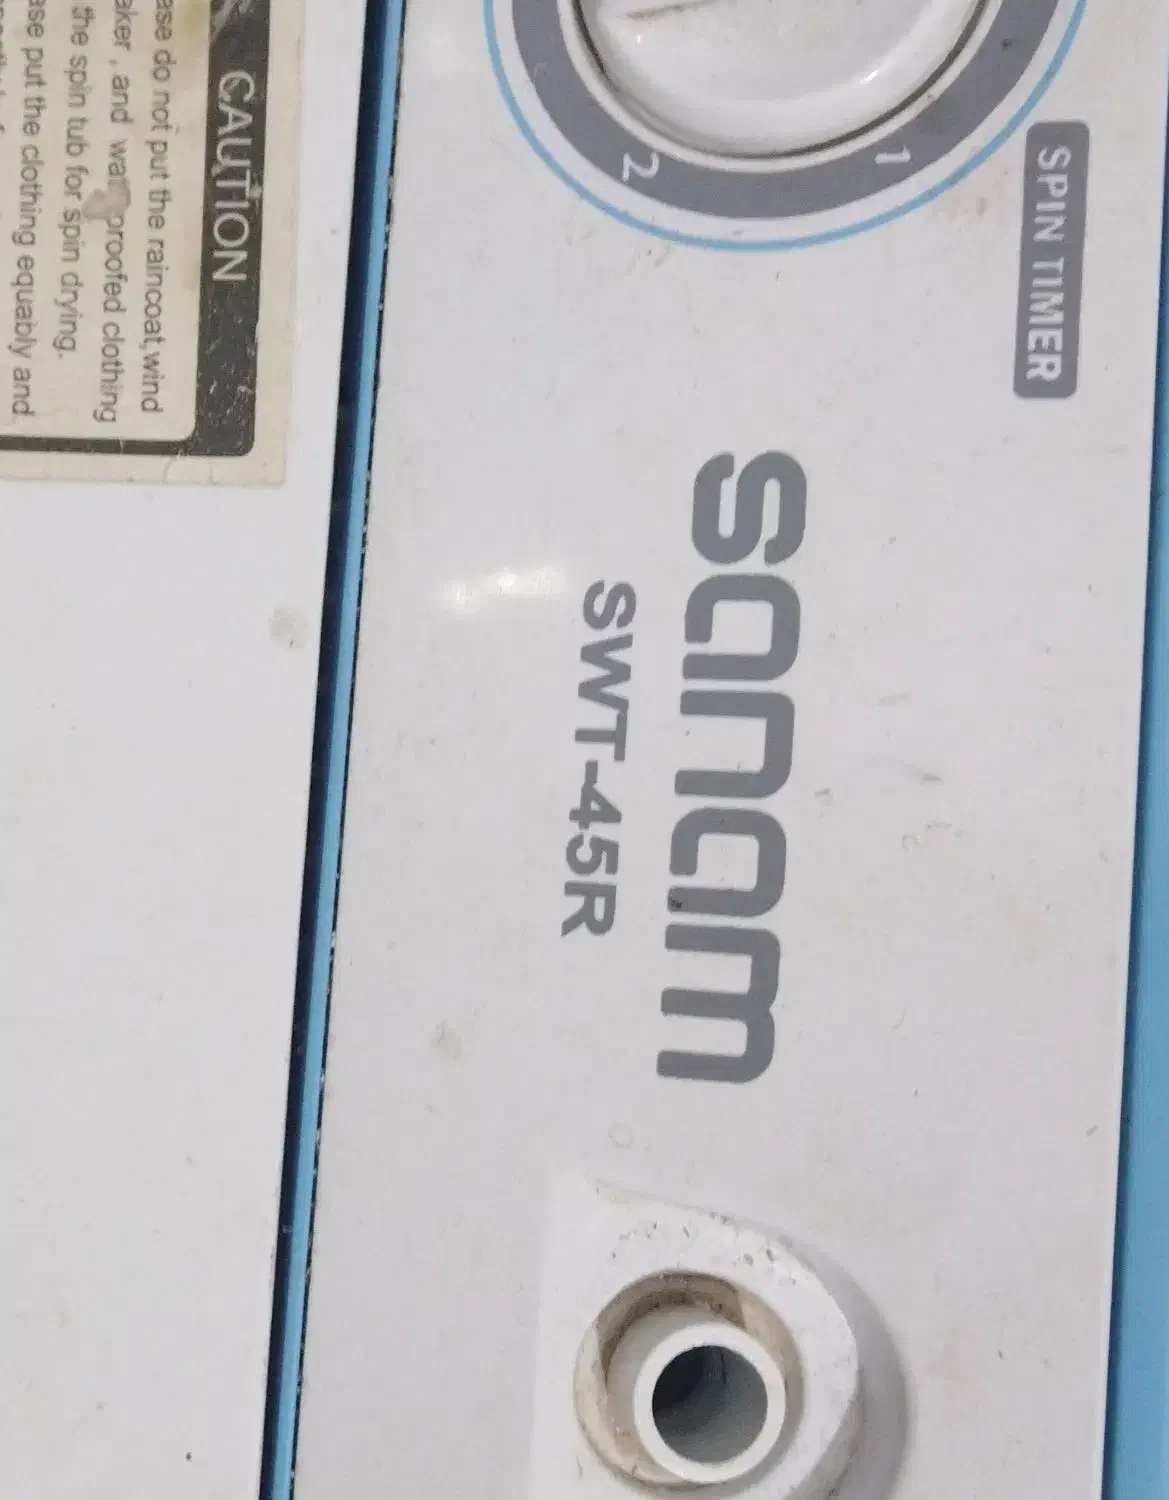 CAUTION
ase do not put the raincoat,wind
aker , and wat proofed clothing
the spin tub for spin drying.
ase put the clothing equably and
2
1
SPIN TIMER
sanam
SWT-45R